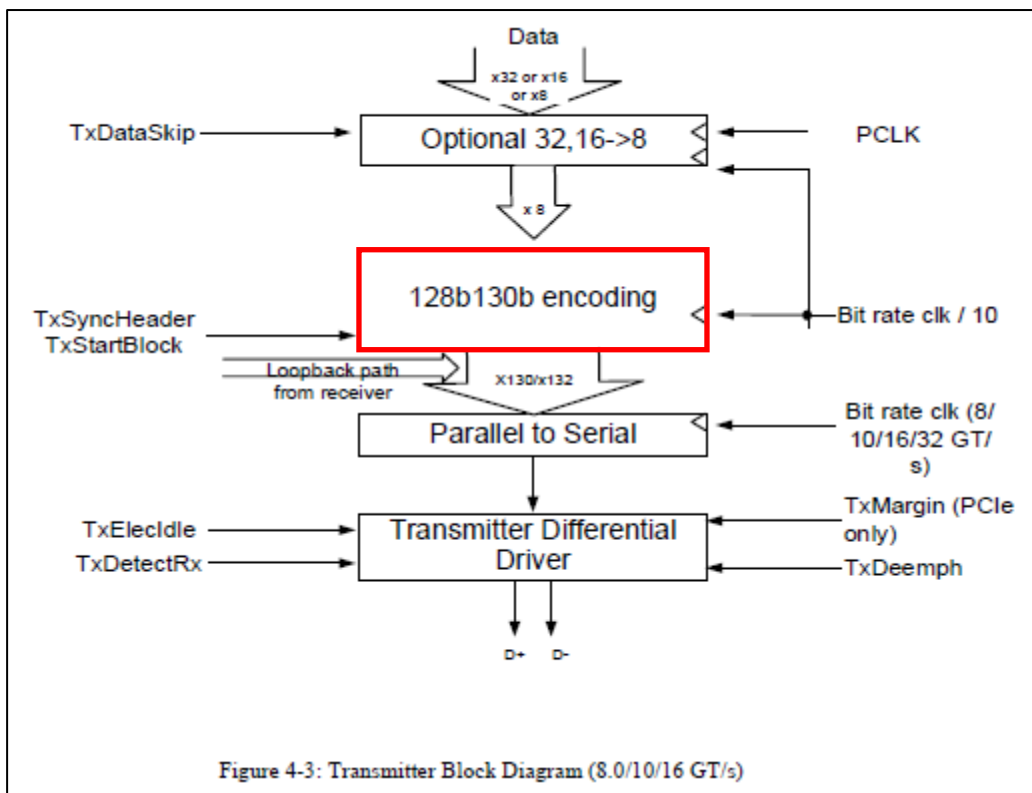 Data
x32 or x16
or x8
TxDataSkip
Optional 32,16->8
PCLK
x 8
128b130b encoding
TxSyncHeader
TxStartBlock
Bit rate clk / 10
Loopback path
from receiver
X130/x132
Parallel to Serial
Bit rate clk (8/
10/16/32 GT/
s)
TxElecIdle
TxDetectRx
Transmitter Differential
Driver
TxMargin (PCIe
only)
TxDeemph
D+ D-
Figure 4-3: Transmitter Block Diagram (8.0/10/16 GT/s)